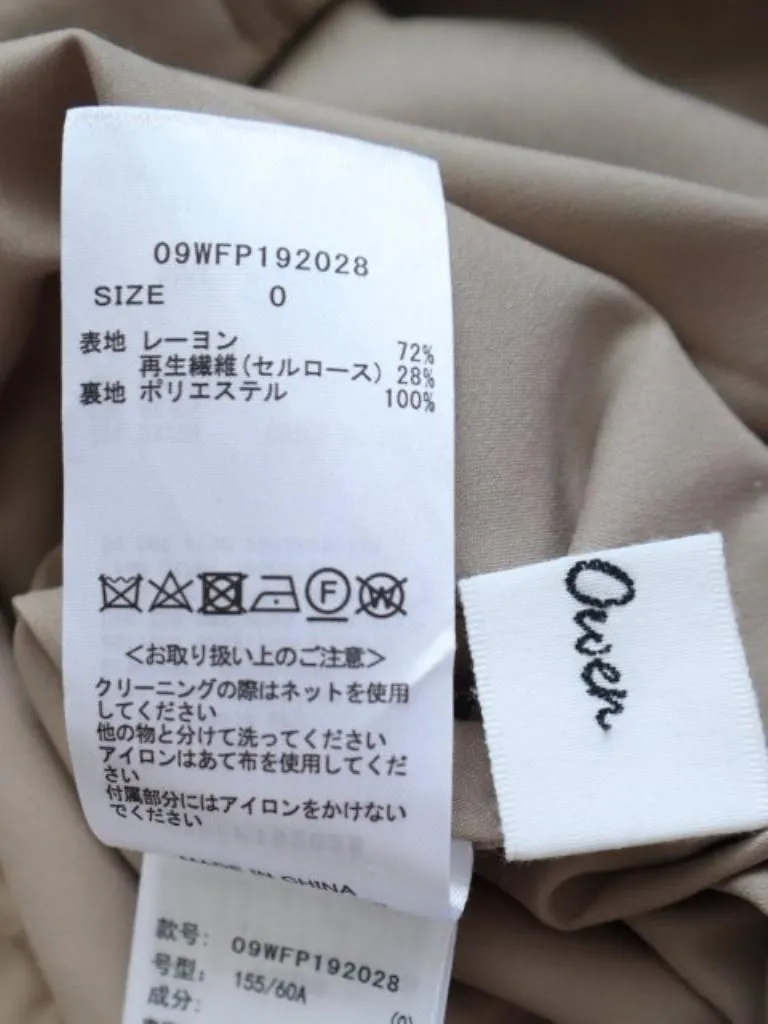 09WFP192028
SIZE 0
表地 レーヨン 72%
再生繊維(セルロース) 28%
裏地 ポリエステル 100%
F
W
<お取り扱い上のご注意>
クリーニングの際はネットを使用
してください
他の物と分けて洗ってください
アイロンはあて布を使用してくだ
さい
付属部分にはアイロンをかけない
でください
MADE IN CHINA
款号: 09WFP192028
号型: 155/60A
成分:
Owen